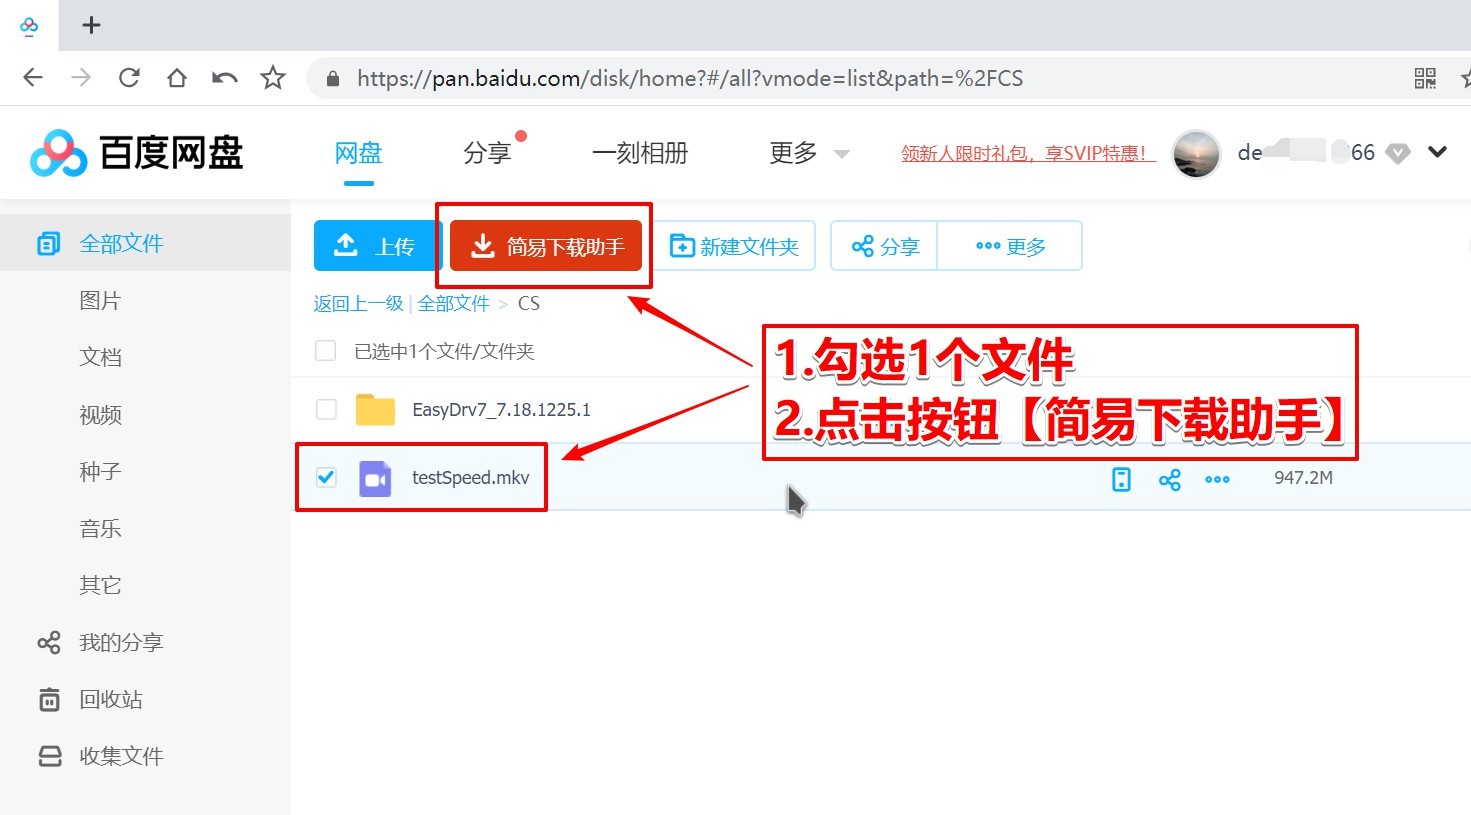 https://pan.baidu.com/disk/home?#/all?vmode=list&path=%2FCS
百度网盘
网盘
分享
一刻相册
更多
领新人限时礼包，享SVIP特惠！
de
66
全部文件
图片
文档
视频
种子
音乐
其它
我的分享
回收站
收集文件
上传
简易下载助手
新建文件夹
分享
更多
返回上一级 | 全部文件 > CS
已选中1个文件/文件夹
EasyDrv7_7.18.1225.1
testSpeed.mkv
947.2M
1.勾选1个文件
2.点击按钮【简易下载助手】